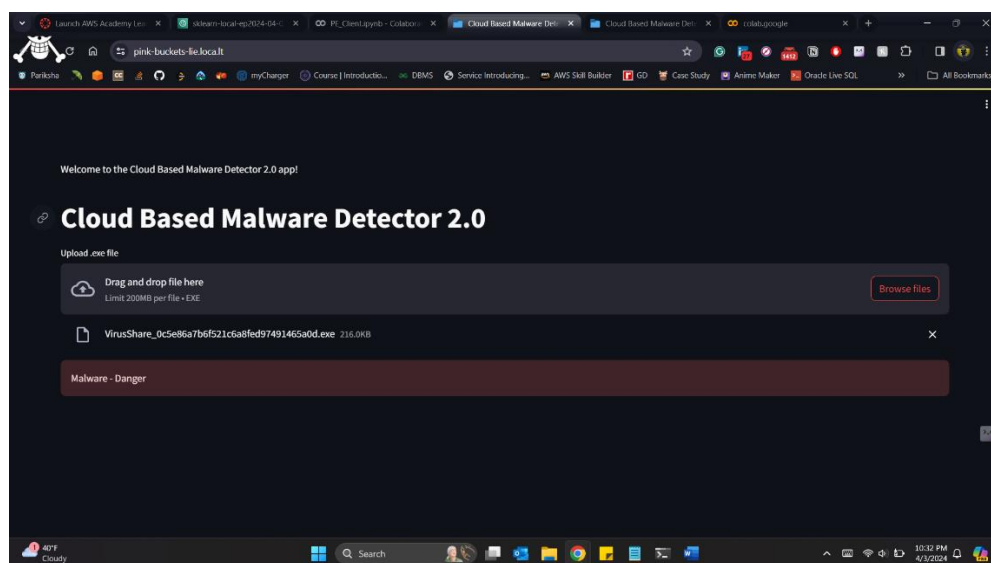 Launch AWS Academy Lea
sklearn-local-ep2024-04-C
PE_Client.ipynb - Colabora
Cloud Based Malware Dete
Cloud Based Malware Dete
colab.google
pink-buckets-lie.loca.lt
Pariksha
CC
myCharger
Course | Introductio...
DBMS
Service Introducing...
AWS Skill Builder
GD
Case Study
Anime Maker
Oracle Live SQL
All Bookmarks
Welcome to the Cloud Based Malware Detector 2.0 app!
Cloud Based Malware Detector 2.0
Upload .exe file
Drag and drop file here
Limit 200MB per file • EXE
Browse files
VirusShare_0c5e86a7b6f521c6a8fed97491465a0d.exe 216.0KB
Malware - Danger
40°F
Cloudy
Search
10:32 PM
4/3/2024